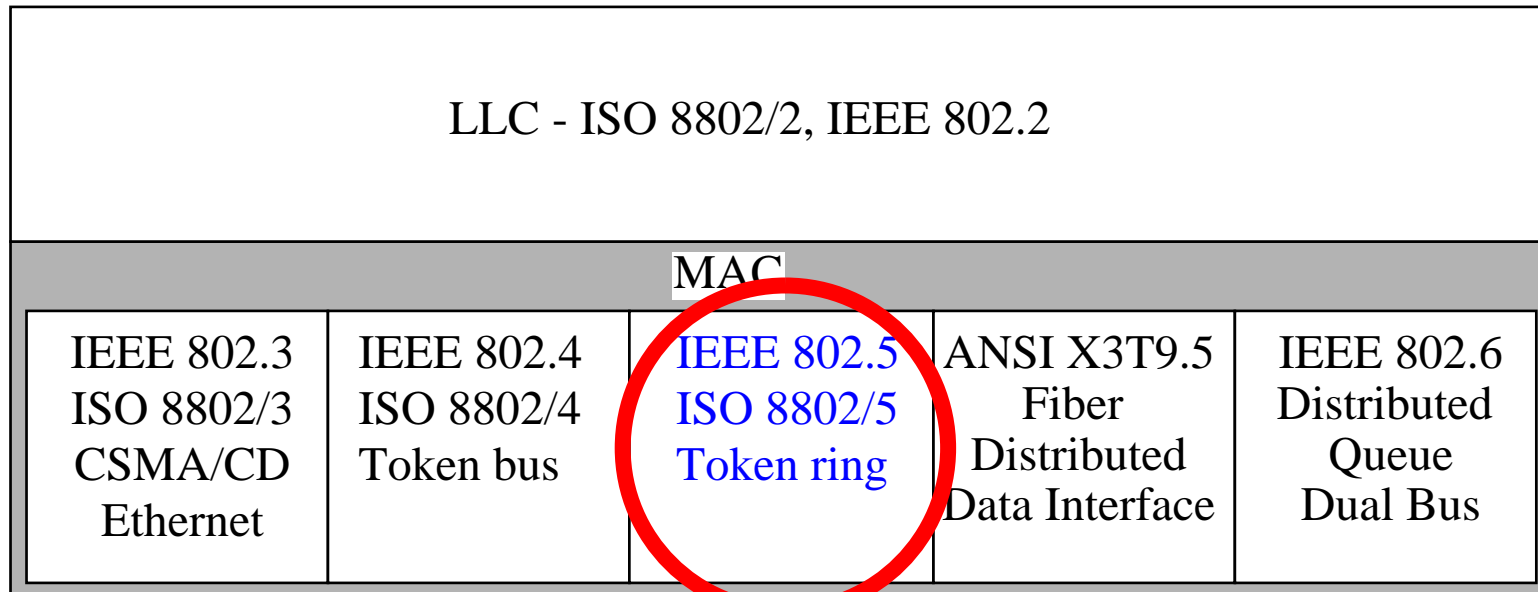 LLC - ISO 8802/2, IEEE 802.2
MAC
IEEE 802.3
ISO 8802/3
CSMA/CD
Ethernet
IEEE 802.4
ISO 8802/4
Token bus
IEEE 802.5
ISO 8802/5
Token ring
ANSI X3T9.5
Fiber
Distributed
Data Interface
IEEE 802.6
Distributed
Queue
Dual Bus